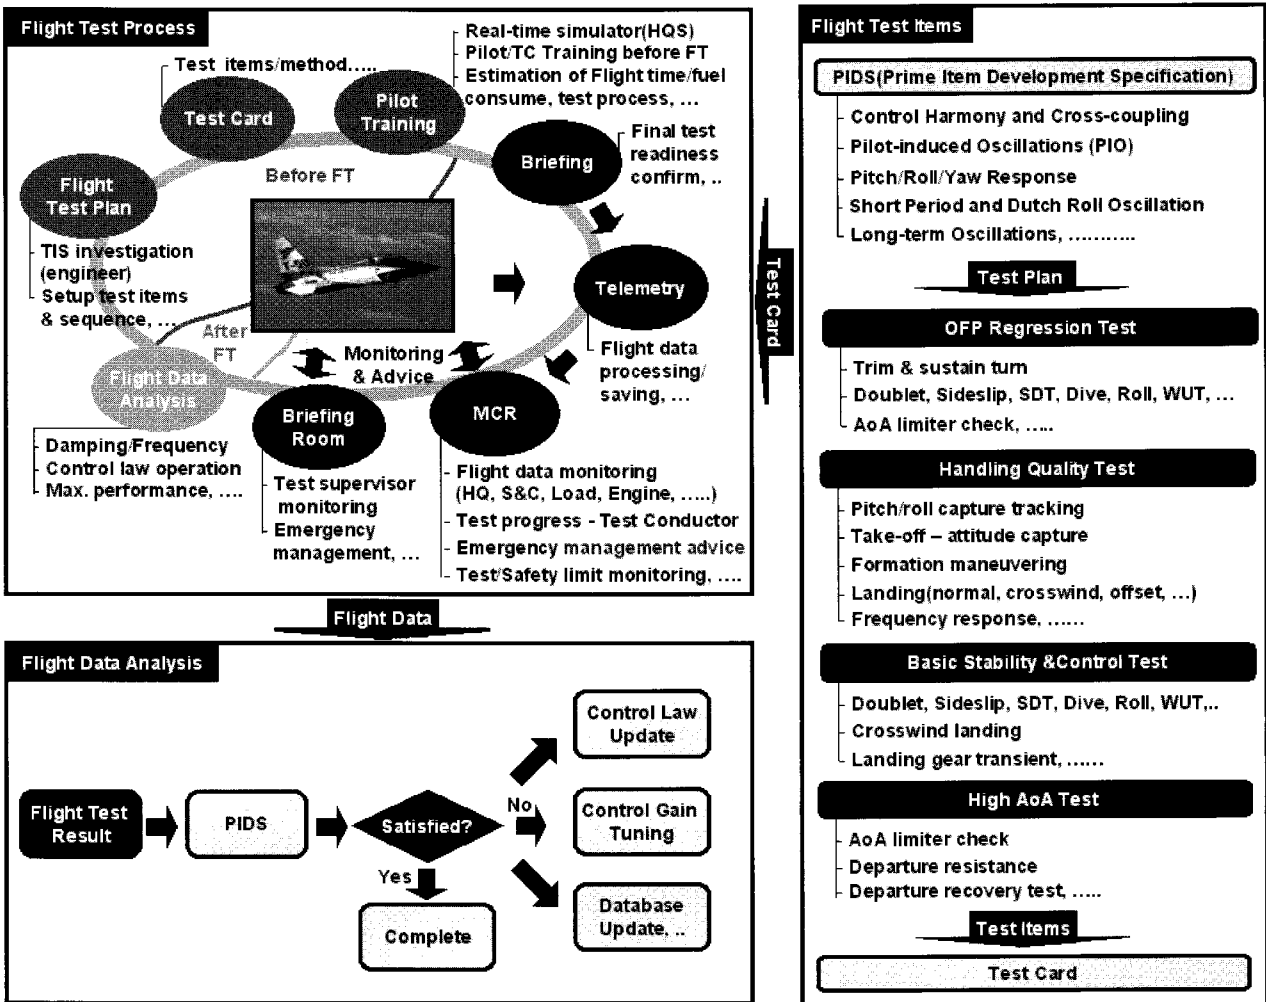 Flight Test Process
Test items/method.....
Test Card
Pilot
Training
- Real-time simulator(HQS)
- Pilot/TC Training before FT
- Estimation of Flight time/fuel
consume, test process, ...
Briefing
- Final test
readiness
confirm, ..
Before FT
Flight
Test Plan
- TIS investigation
(engineer)
- Setup test items
& sequence, ...
Telemetry
- Flight data
processing/
saving, ...
After
FT
Monitoring
& Advice
Flight Data
Analysis
- Damping/Frequency
- Control law operation
- Max. performance, ....
Briefing
Room
- Test supervisor
monitoring
- Emergency
management, ...
MCR
- Flight data monitoring
(HQ, S&C, Load, Engine, .....)
- Test progress - Test Conductor
- Emergency management advice
- Test/Safety limit monitoring, ....
Test Card
Flight Data
Flight Data Analysis
Flight Test
Result
PIDS
Satisfied?
No
Yes
Complete
Control Law
Update
Control Gain
Tuning
Database
Update, ..
Flight Test Items
PIDS(Prime Item Development Specification)
- Control Harmony and Cross-coupling
- Pilot-induced Oscillations (PIO)
- Pitch/Roll/Yaw Response
- Short Period and Dutch Roll Oscillation
- Long-term Oscillations, ...........
Test Plan
OFP Regression Test
- Trim & sustain turn
- Doublet, Sideslip, SDT, Dive, Roll, WUT, ...
- AoA limiter check, .....
Handling Quality Test
- Pitch/roll capture tracking
- Take-off – attitude capture
- Formation maneuvering
- Landing(normal, crosswind, offset, ...)
- Frequency response, ......
Basic Stability &Control Test
- Doublet, Sideslip, SDT, Dive, Roll, WUT,..
- Crosswind landing
- Landing gear transient, ......
High AoA Test
- AoA limiter check
- Departure resistance
- Departure recovery test, .....
Test Items
Test Card